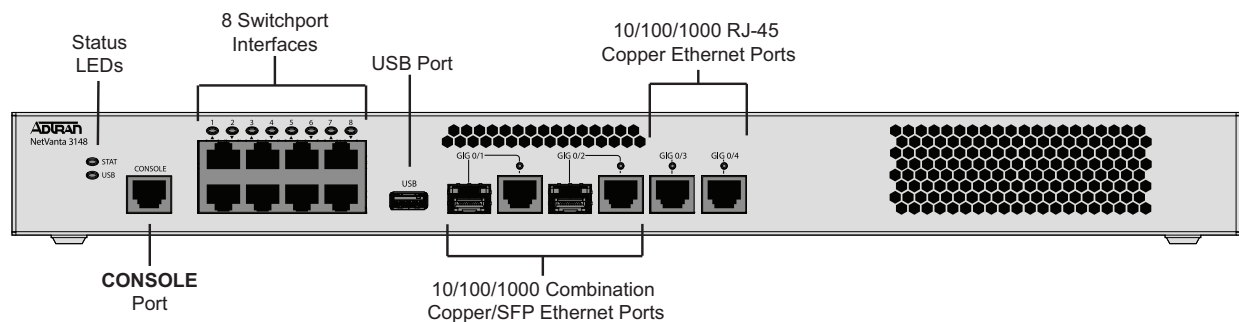 Status
LEDs
8 Switchport
Interfaces
USB Port
10/100/1000 RJ-45
Copper Ethernet Ports
ADTRAN
NetVanta 3148
STAT
USB
CONSOLE
1 2 3 4 5 6 7 8
USB
GIG 0/1
GIG 0/2
GIG 0/3
GIG 0/4
CONSOLE
Port
10/100/1000 Combination
Copper/SFP Ethernet Ports